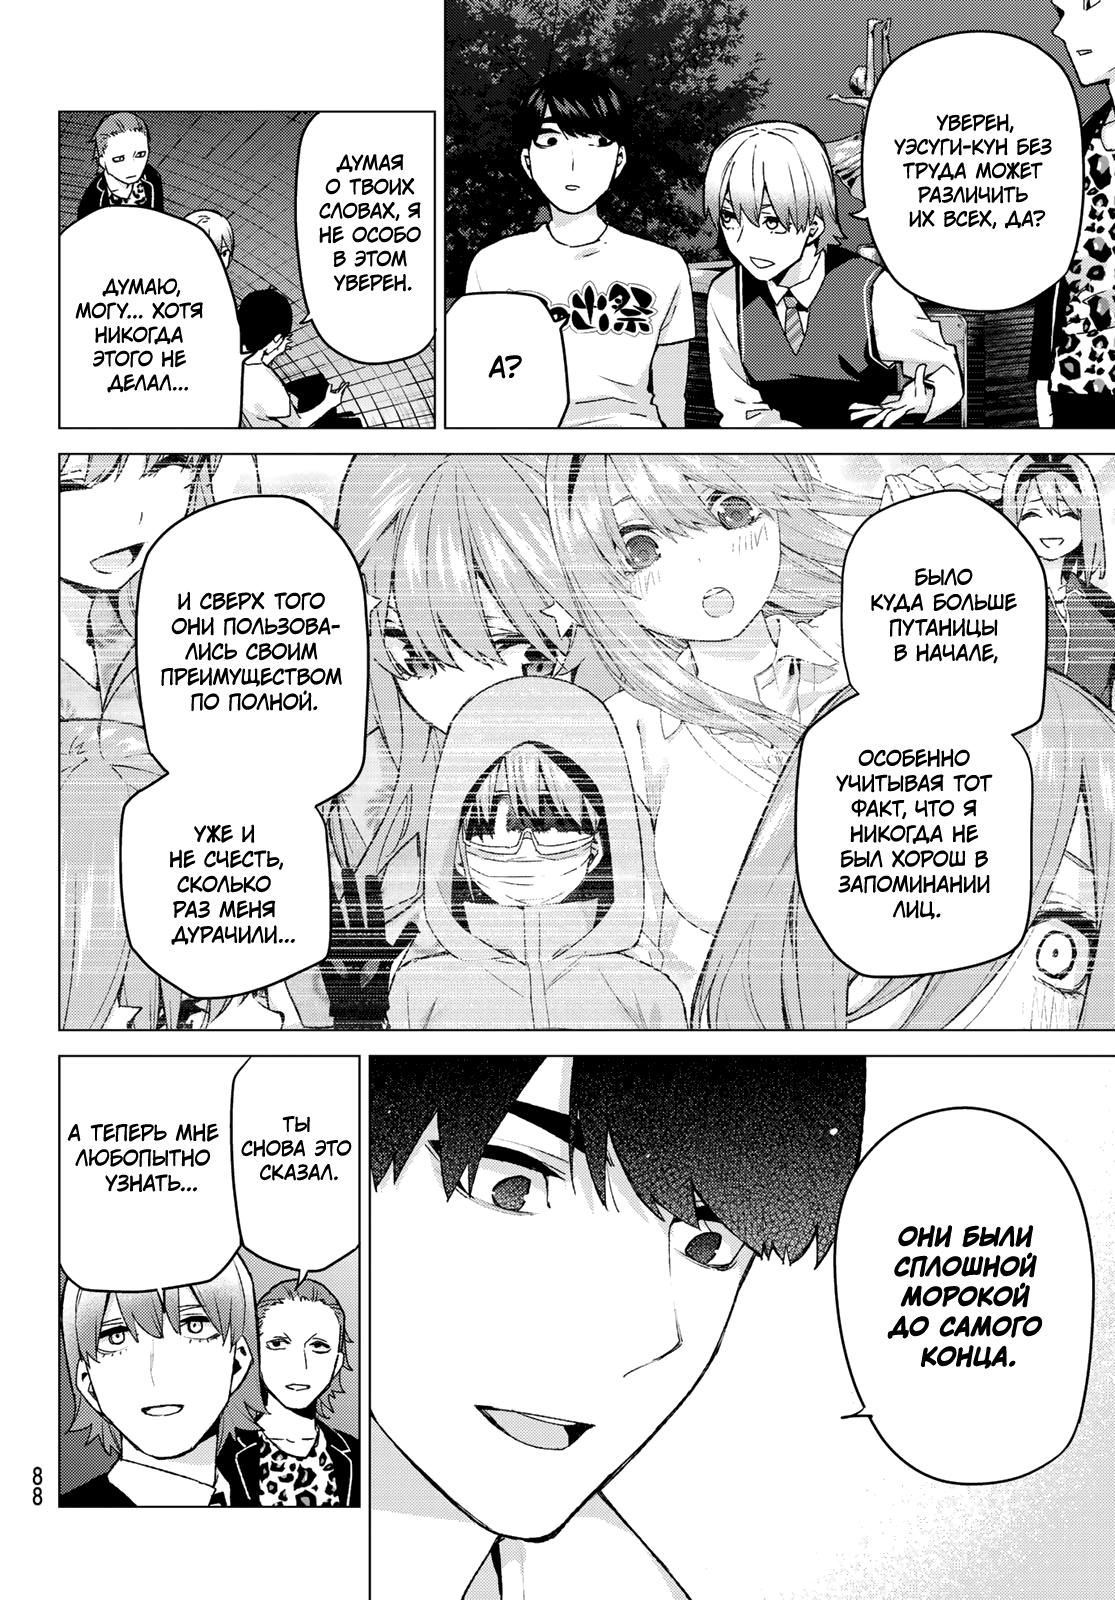 УВЕРЕН,
УЭСУГИ-КУН БЕЗ
ТРУДА МОЖЕТ
РАЗЛИЧИТЬ
ИХ ВСЕХ, ДА?
А?
ДУМАЯ
О ТВОИХ
СЛОВАХ, Я
НЕ ОСОБО
В ЭТОМ
УВЕРЕН.
ДУМАЮ,
МОГУ... ХОТЯ
НИКОГДА
ЭТОГО НЕ
ДЕЛАЛ...
БЫЛО
КУДА БОЛЬШЕ
ПУТАНИЦЫ
В НАЧАЛЕ,
ОСОБЕННО
УЧИТЫВАЯ ТОТ
ФАКТ, ЧТО Я
НИКОГДА НЕ
БЫЛ ХОРОШ В
ЗАПОМИНАНИИ
ЛИЦ.
И СВЕРХ ТОГО
ОНИ ПОЛЬЗОВА-
ЛИСЬ СВОИМ
ПРЕИМУЩЕСТВОМ
ПО ПОЛНОЙ.
УЖЕ И
НЕ СЧЕСТЬ,
СКОЛЬКО
РАЗ МЕНЯ
ДУРАЧИЛИ...
ОНИ БЫЛИ
СПЛОШНОЙ
МОРОКОЙ
ДО САМОГО
КОНЦА.
ТЫ
СНОВА ЭТО
СКАЗАЛ.
А ТЕПЕРЬ МНЕ
ЛЮБОПЫТНО
УЗНАТЬ...
88